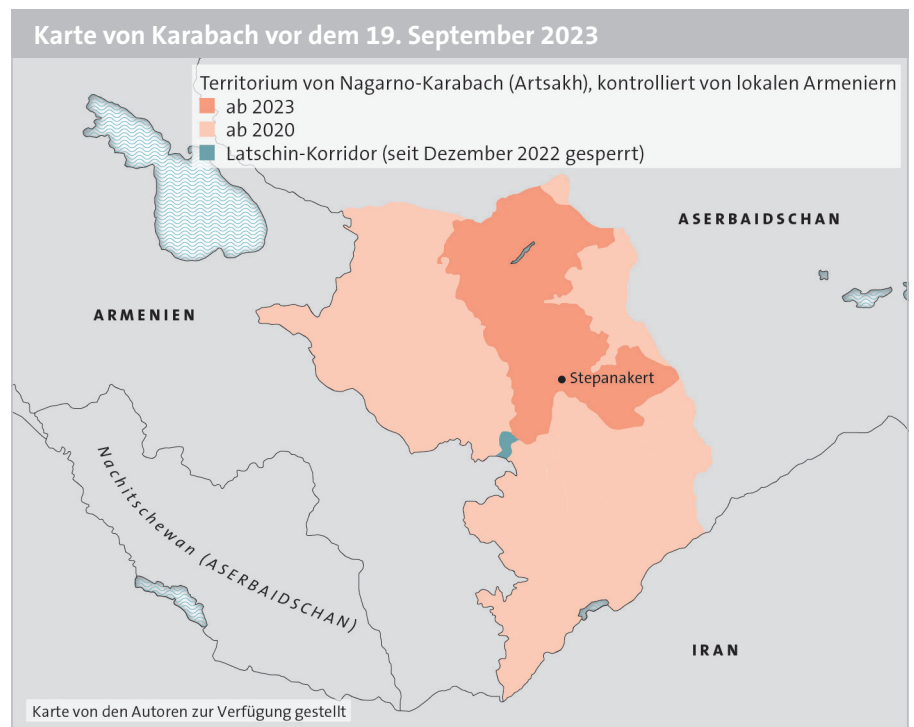 Karte von Karabach vor dem 19. September 2023
Territorium von Nagarno-Karabach (Artsakh), kontrolliert von lokalen Armeniern
ab 2023
ab 2020
Latschin-Korridor (seit Dezember 2022 gesperrt)
ASERBAIDSCHAN
ARMENIEN
Stepanakert
Nachitschewan (ASERBAIDSCHAN)
IRAN
Karte von den Autoren zur Verfügung gestellt